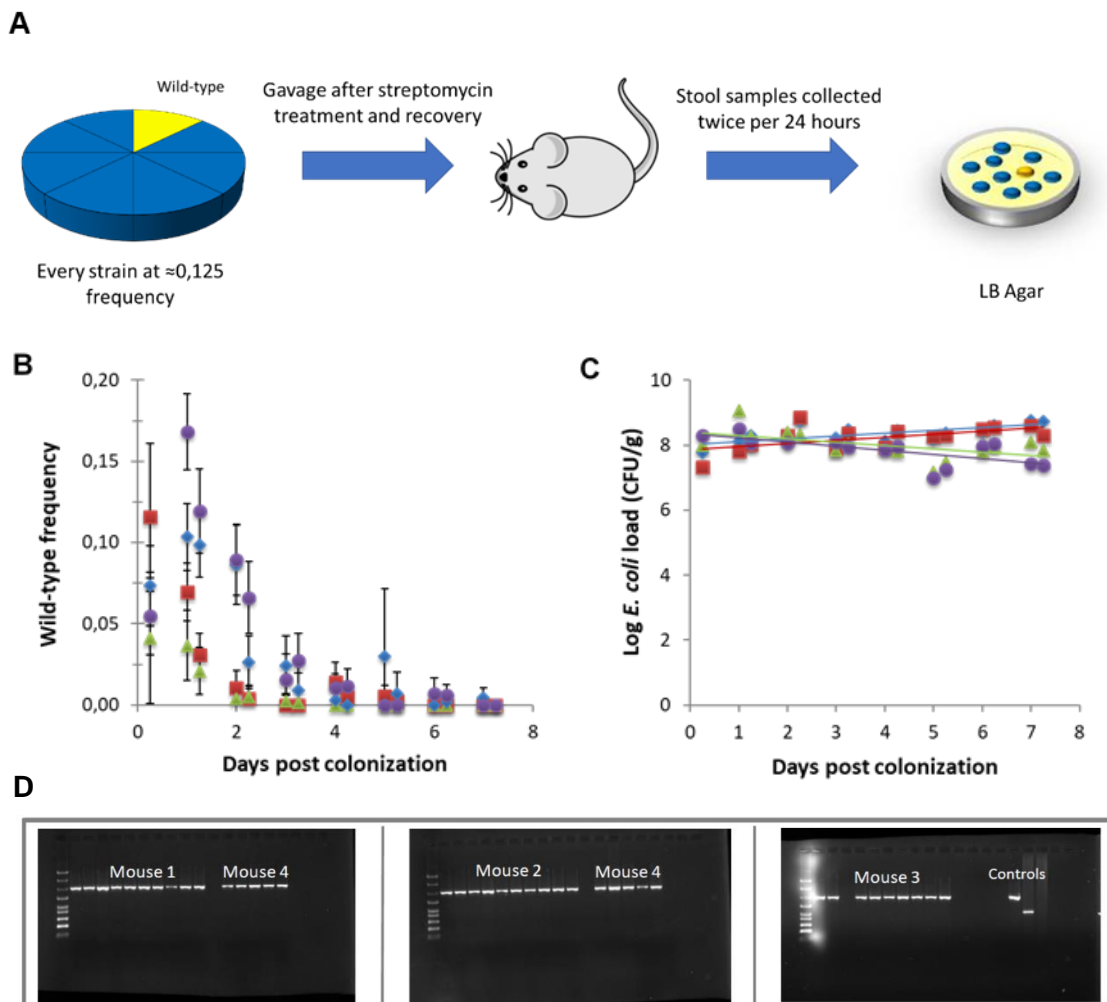 A
Wild-type
Gavage after streptomycin
treatment and recovery
Stool samples collected
twice per 24 hours
Every strain at ≈0,125
frequency
LB Agar
B
0,20
0,15
0,10
0,05
0,00
Wild-type frequency
0 2 4 6 8
Days post colonization
C
10
8
6
4
2
0
Log E. coli load (CFU/g)
0 1 2 3 4 5 6 7 8
Days post colonization
D
Mouse 1 Mouse 4
Mouse 2 Mouse 4
Mouse 3 Controls